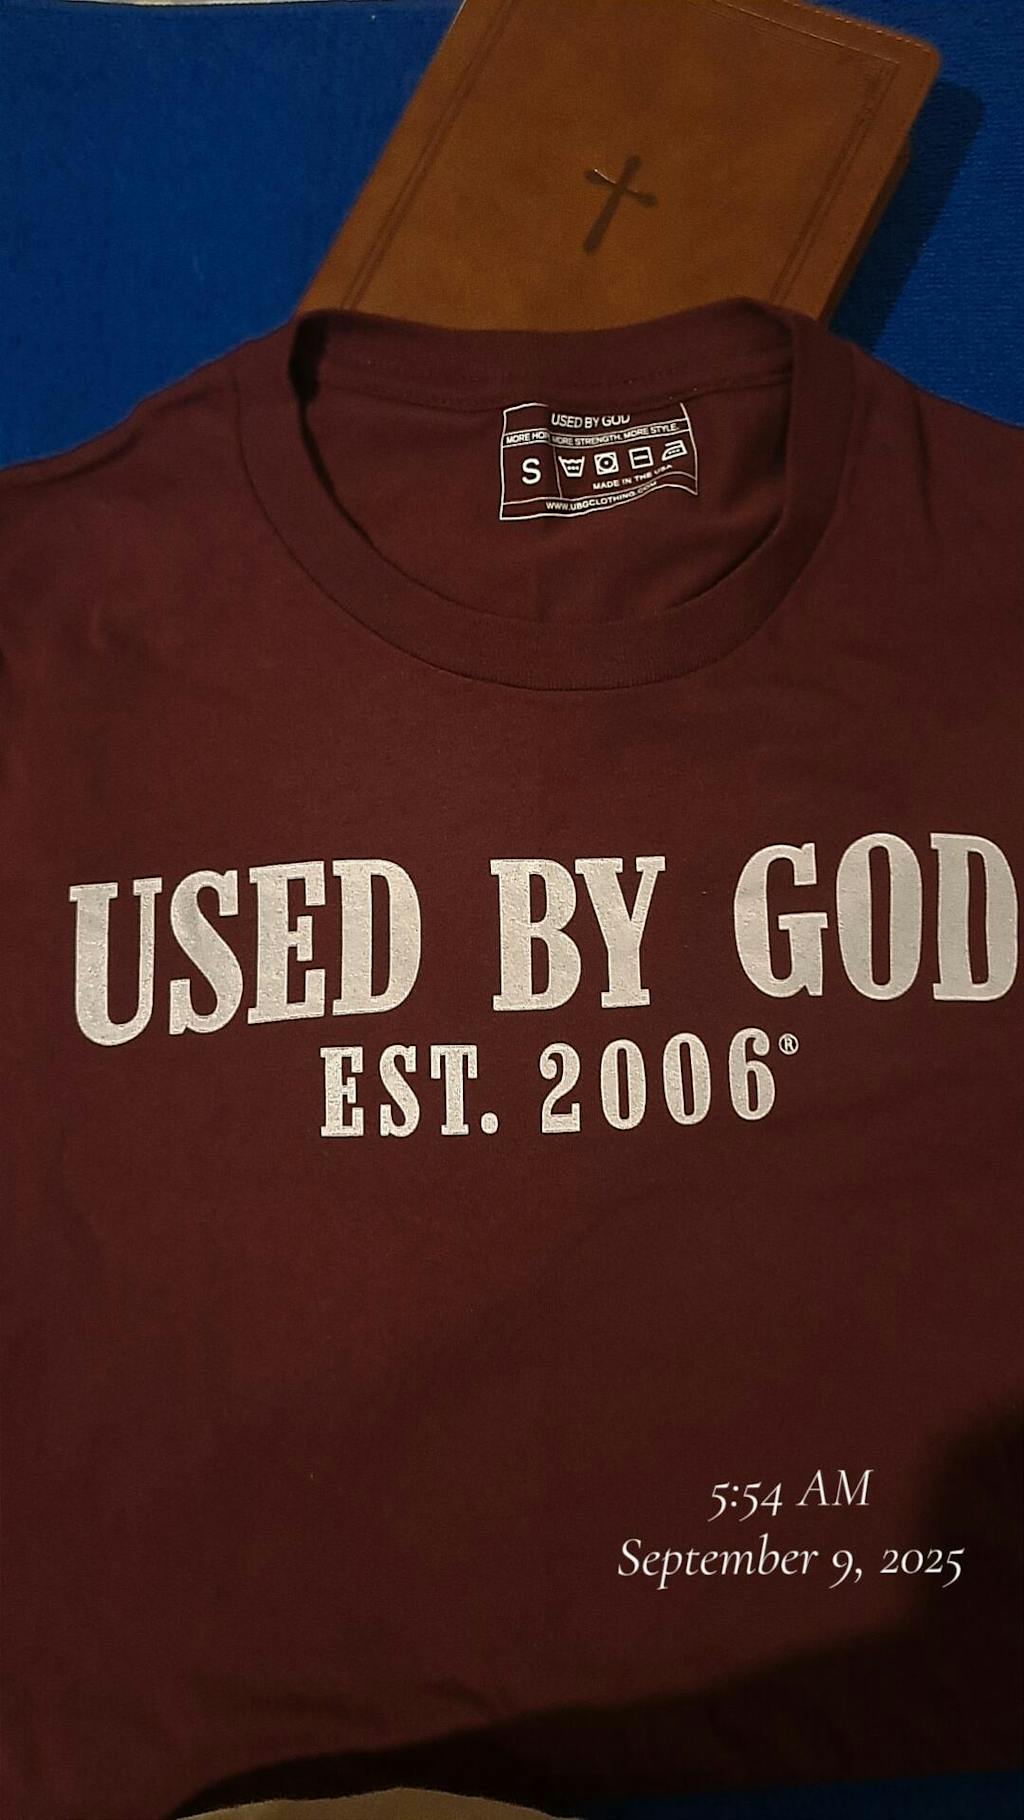 USED BY GOD
MORE HOPE MORE STRENGTH. MORE STYLE.
S
MADE IN THE USA
WWW.UBGCLOTHING.COM
USED BY GOD
EST. 2006®
5:54 AM
September 9, 2025